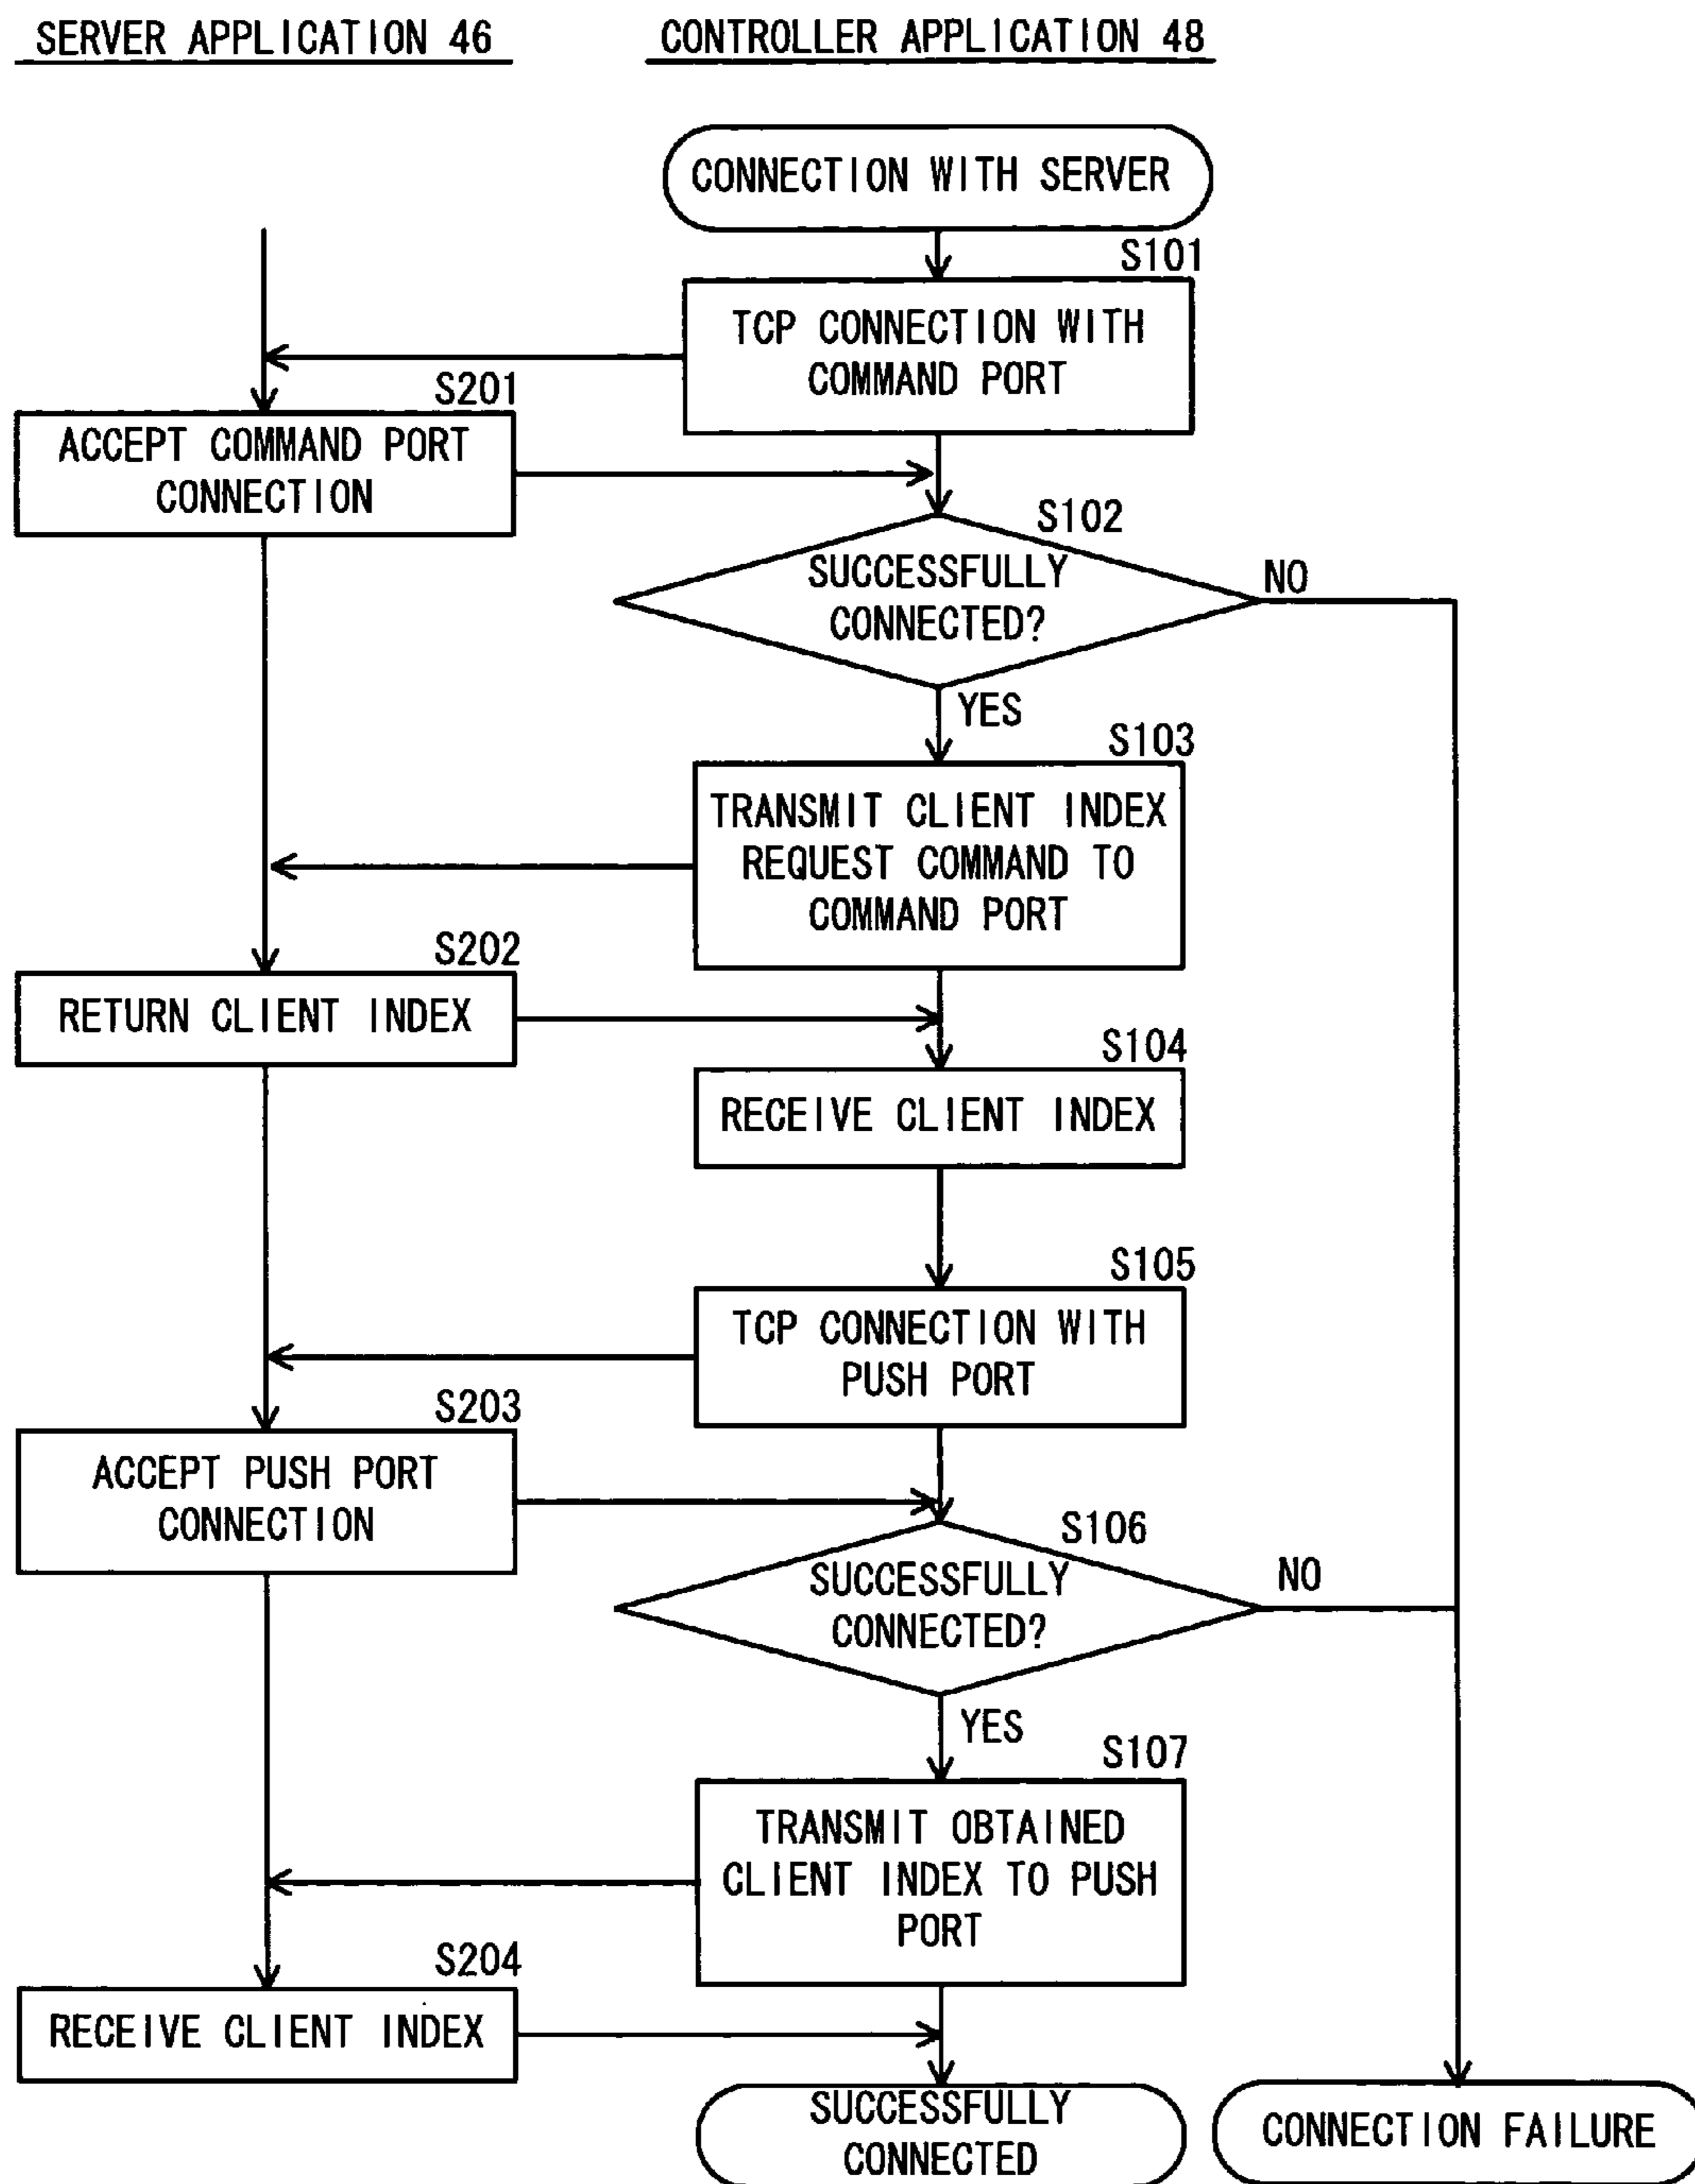 SERVER APPLICATION 46
CONTROLLER APPLICATION 48
CONNECTION WITH SERVER
S101
TCP CONNECTION WITH
COMMAND PORT
S201
ACCEPT COMMAND PORT
CONNECTION
S102
SUCCESSFULLY
CONNECTED?
NO
YES
S103
TRANSMIT CLIENT INDEX
REQUEST COMMAND TO
COMMAND PORT
S202
RETURN CLIENT INDEX
S104
RECEIVE CLIENT INDEX
S105
TCP CONNECTION WITH
PUSH PORT
S203
ACCEPT PUSH PORT
CONNECTION
S106
SUCCESSFULLY
CONNECTED?
NO
YES
S107
TRANSMIT OBTAINED
CLIENT INDEX TO PUSH
PORT
S204
RECEIVE CLIENT INDEX
SUCCESSFULLY
CONNECTED
CONNECTION FAILURE